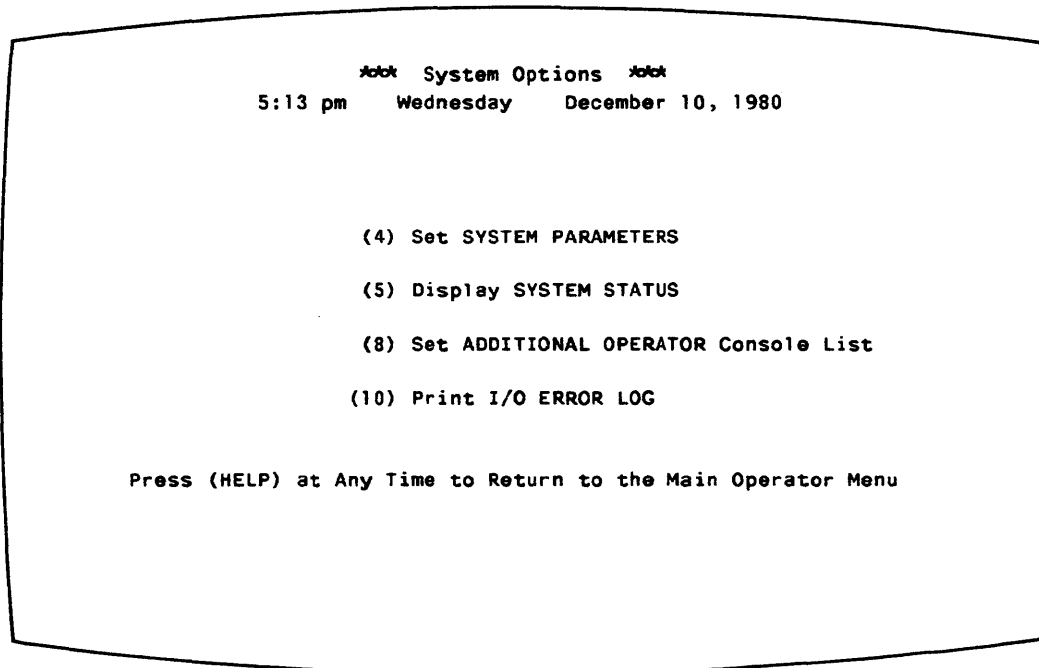 *** System Options ***
5:13 pm Wednesday December 10, 1980
(4) Set SYSTEM PARAMETERS
(5) Display SYSTEM STATUS
(8) Set ADDITIONAL OPERATOR Console List
(10) Print I/O ERROR LOG
Press (HELP) at Any Time to Return to the Main Operator Menu